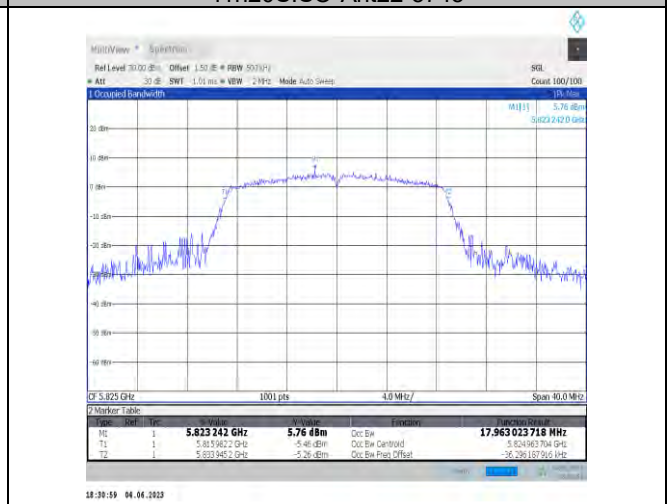 MultiView Spectrum
Ref Level 30.00 dBm Offset 1.50 dB RBW 500 kHz SGL
Att 30 dB SWT 1.01 ms VBW 2 MHz Mode Auto Sweep Count 100/100
1 Occupied Bandwidth 1Pk Max
M1[1] 5.76 dBm
5.823 242 0 GHz
20 dBm
10 dBm
0 dBm
-10 dBm
-20 dBm
-40 dBm
-50 dBm
-60 dBm
CF 5.825 GHz 1001 pts 4.0 MHz/ Span 40.0 MHz
2 Marker Table
Type Ref Trc X-Value Y-Value Function Function Result
M1 1 5.823 242 GHz 5.76 dBm Occ Bw 17.963 023 718 MHz
T1 1 5.815 982 2 GHz -5.46 dBm Occ Bw Centroid 5.824 963 704 GHz
T2 1 5.833 945 2 GHz -5.26 dBm Occ Bw Freq Offset -36.296 187 916 kHz
18:30:59 04.06.2023